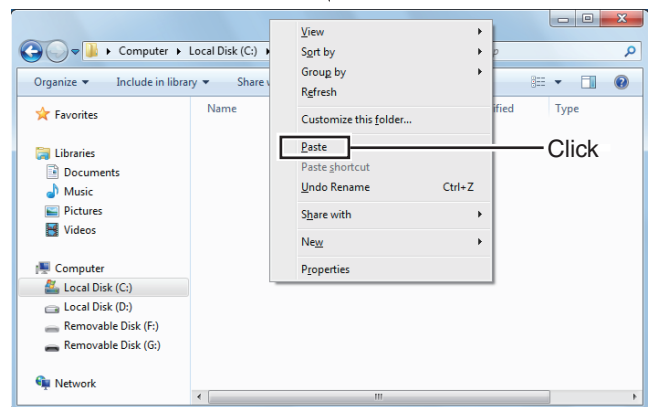 View
Computer Local Disk (C:)
Sort by
Group by
Organize Include in library Share
Refresh
Name
Type
Favorites
Customize this folder...
Paste
Click
Libraries
Paste shortcut
Documents
Undo Rename Ctrl+Z
Music
Pictures
Share with
Videos
New
Computer
Properties
Local Disk (C:)
Local Disk (D:)
Removable Disk (F:)
Removable Disk (G:)
Network